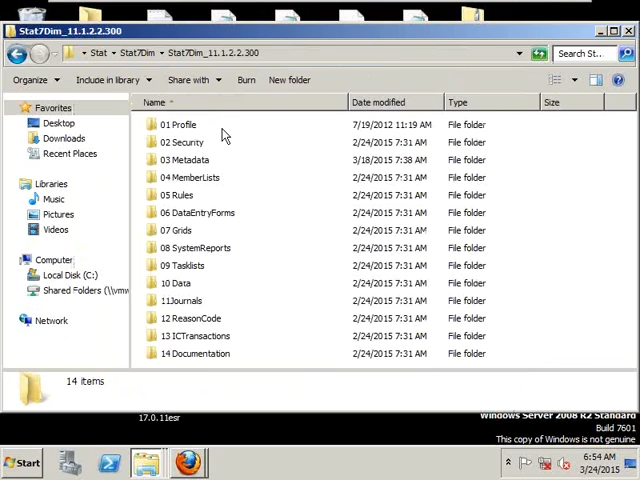 Stat7Dim_11.1.2.2.300
Stat Stat7Dim Stat7Dim_11.1.2.2.300
Search St...
Organize Include in library Share with Burn New folder
Favorites
Desktop
Downloads
Recent Places
Libraries
Music
Pictures
Videos
Computer
Local Disk (C:)
Shared Folders (\\vmw
Network
Name Date modified Type Size
01 Profile 7/19/2012 11:19 AM File folder
02 Security 2/24/2015 7:31 AM File folder
03 Metadata 3/18/2015 7:38 AM File folder
04 MemberLists 2/24/2015 7:31 AM File folder
05 Rules 2/24/2015 7:31 AM File folder
06 DataEntryForms 2/24/2015 7:31 AM File folder
07 Grids 2/24/2015 7:31 AM File folder
08 SystemReports 2/24/2015 7:31 AM File folder
09 Tasklists 2/24/2015 7:31 AM File folder
10 Data 2/24/2015 7:31 AM File folder
11Journals 2/24/2015 7:31 AM File folder
12 ReasonCode 2/24/2015 7:31 AM File folder
13 ICTransactions 2/24/2015 7:31 AM File folder
14 Documentation 2/24/2015 7:31 AM File folder
14 items
17.0.11esr
Windows Server 2008 R2 Standard
Build 7601
This copy of Windows is not genuine
Start
6:54 AM
3/24/2015